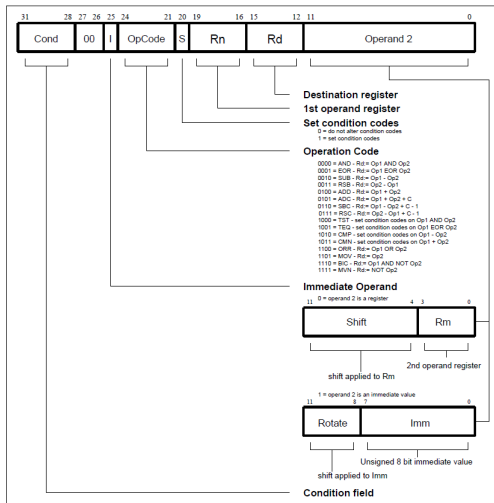 31 28 27 26 25 24 21 20 19 16 15 12 11 0
Cond 00 I OpCode S Rn Rd Operand 2
Destination register
1st operand register
Set condition codes
0 = do not alter condition codes
1 = set condition codes
Operation Code
0000 = AND - Rd:= Op1 AND Op2
0001 = EOR - Rd:= Op1 EOR Op2
0010 = SUB - Rd:= Op1 - Op2
0011 = RSB - Rd:= Op2 - Op1
0100 = ADD - Rd:= Op1 + Op2
0101 = ADC - Rd:= Op1 + Op2 + C
0110 = SBC - Rd:= Op1 - Op2 + C - 1
0111 = RSC - Rd:= Op2 - Op1 + C - 1
1000 = TST - set condition codes on Op1 AND Op2
1001 = TEQ - set condition codes on Op1 EOR Op2
1010 = CMP - set condition codes on Op1 - Op2
1011 = CMN - set condition codes on Op1 + Op2
1100 = ORR - Rd:= Op1 OR Op2
1101 = MOV - Rd:= Op2
1110 = BIC - Rd:= Op1 AND NOT Op2
1111 = MVN - Rd:= NOT Op2
Immediate Operand
0 = operand 2 is a register
11 4 3 0
Shift Rm
2nd operand register
shift applied to Rm
1 = operand 2 is an immediate value
11 8 7 0
Rotate Imm
Unsigned 8 bit immediate value
shift applied to Imm
Condition field